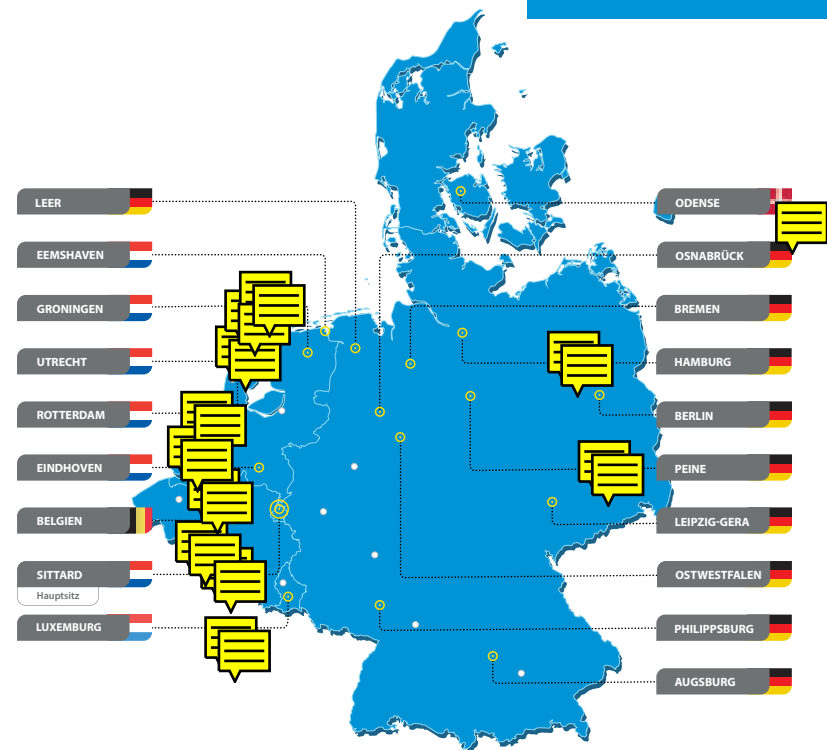 LEER
EEMSHAVEN
GRONINGEN
UTRECHT
ROTTERDAM
EINDHOVEN
BELGIEN
SITTARD
Hauptsitz
LUXEMBURG
ODENSE
OSNABRÜCK
BREMEN
HAMBURG
BERLIN
PEINE
LEIPZIG-GERA
OSTWESTFALEN
PHILIPPSBURG
AUGSBURG